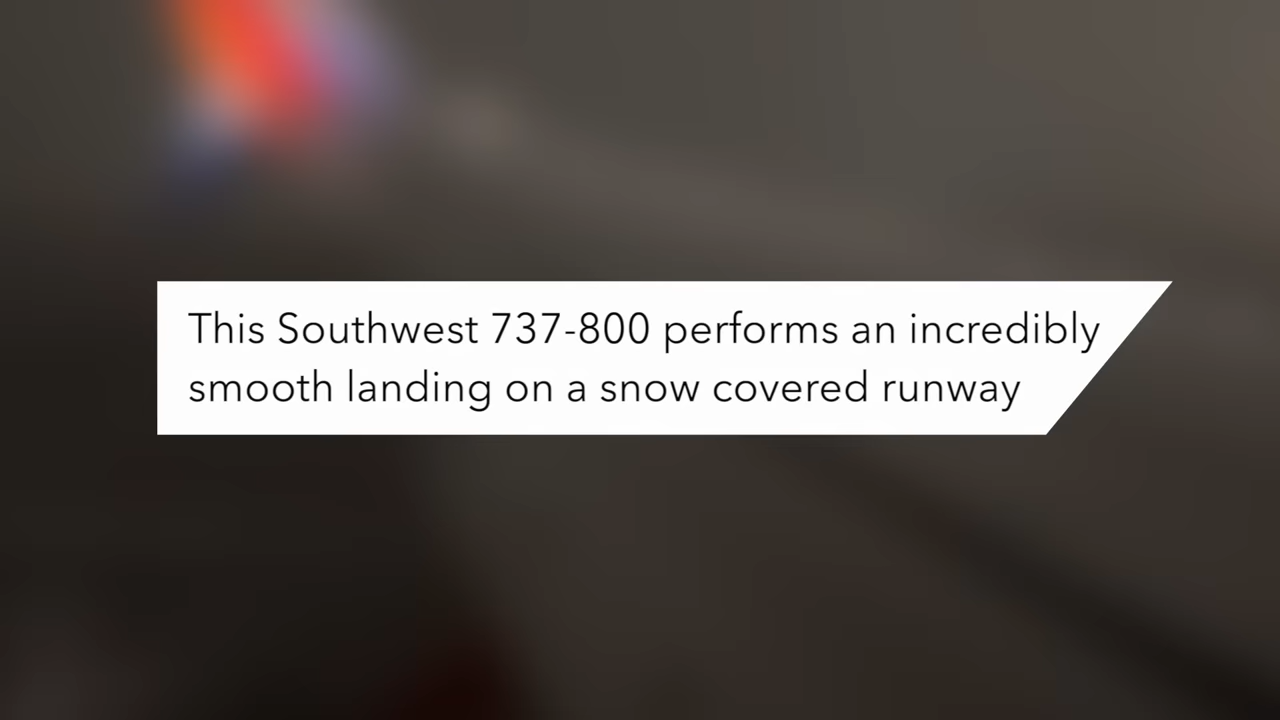 This Southwest 737-800 performs an incredibly
smooth landing on a snow covered runway